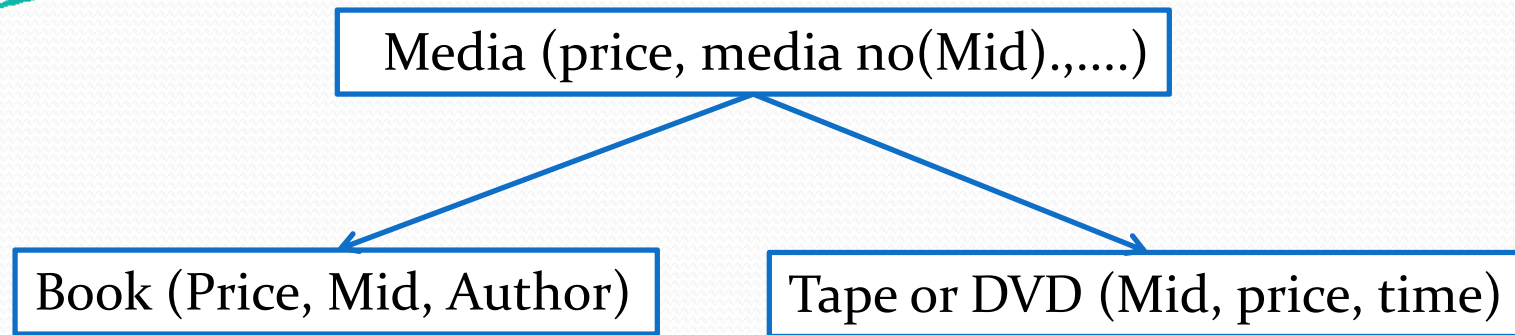 Media (price, media no(Mid).,....)
Book (Price, Mid, Author)
Tape or DVD (Mid, price, time)